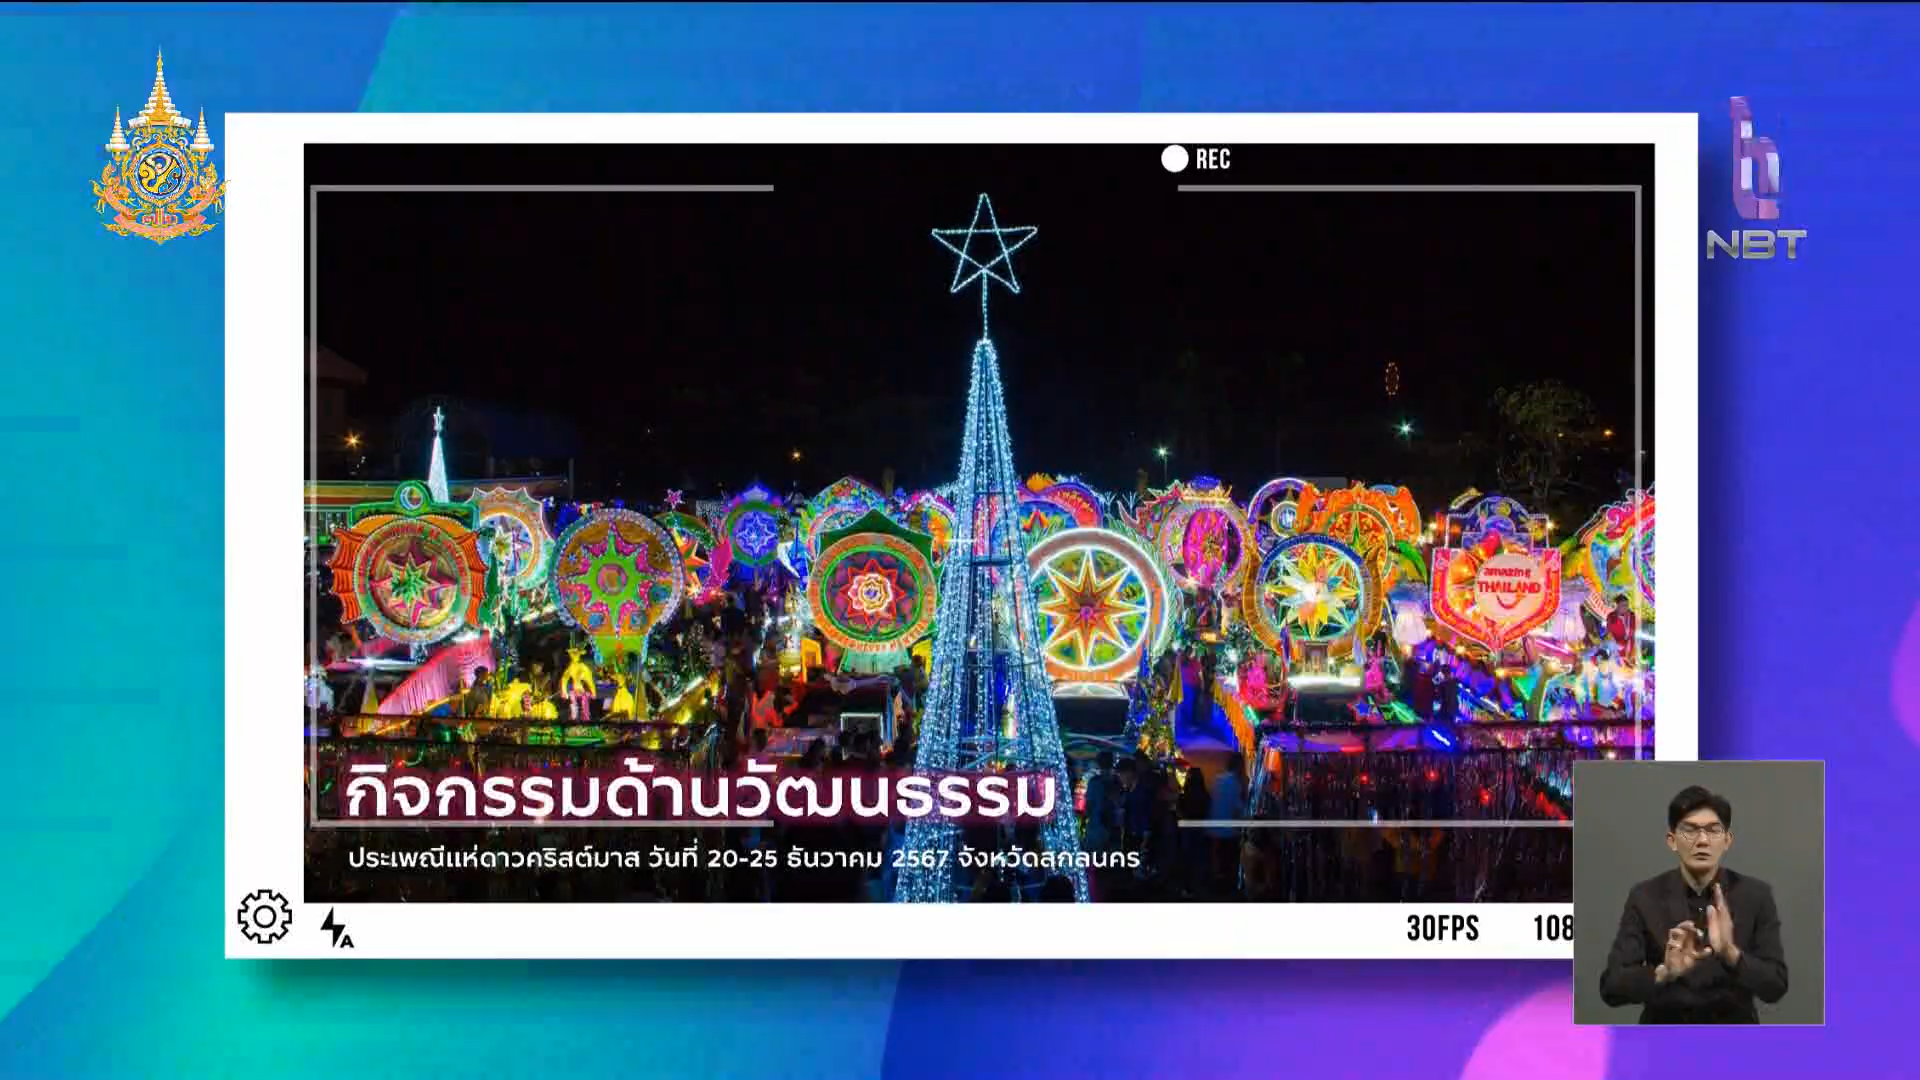 REC
NBT
amazing
THAILAND
กิจกรรมด้านวัฒนธรรม
ประเพณีแห่ดาวคริสต์มาส วันที่ 20-25 ธันวาคม 2567 จังหวัดสกลนคร
A
30FPS
108